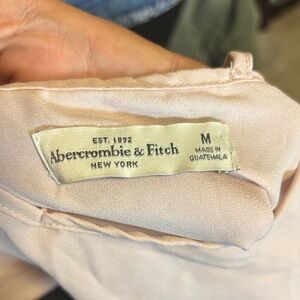 EST. 1892
Abercrombie & Fitch
NEW YORK
M
MADE IN
GUATEMALA